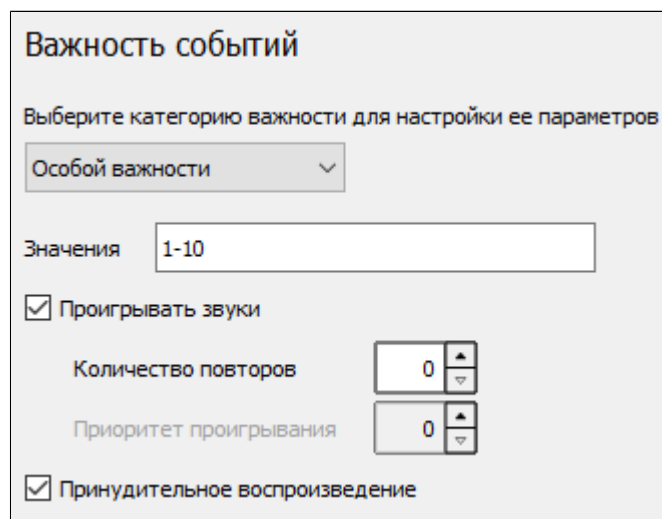 Важность событий
Выберите категорию важности для настройки ее параметров
Особой важности
Значения 1-10
Проигрывать звуки
Количество повторов 0
Приоритет проигрывания 0
Принудительное воспроизведение